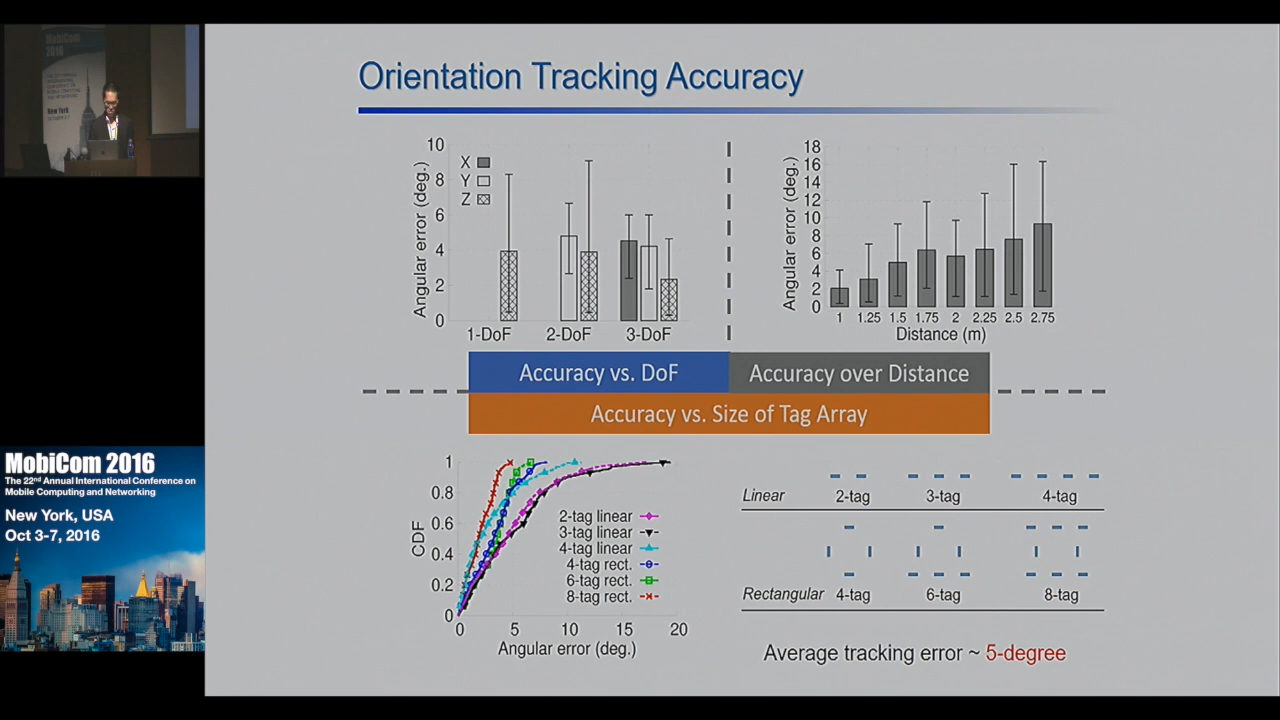 MobiCom
2016
New York
Orientation Tracking Accuracy
10
8
6
4
2
0
Angular error (deg.)
X
Y
Z
1-DoF 2-DoF 3-DoF
18
16
14
12
10
8
6
4
2
0
Angular error (deg.)
1 1.25 1.5 1.75 2 2.25 2.5 2.75
Distance (m)
Accuracy vs. DoF
Accuracy over Distance
Accuracy vs. Size of Tag Array
1
0.8
0.6
0.4
0.2
0
CDF
2-tag linear
3-tag linear
4-tag linear
4-tag rect.
6-tag rect.
8-tag rect.
0 5 10 15 20
Angular error (deg.)
Linear 2-tag 3-tag 4-tag
Rectangular 4-tag 6-tag 8-tag
Average tracking error ~ 5-degree
MobiCom 2016
The 22nd Annual International Conference on
Mobile Computing and Networking
New York, USA
Oct 3-7, 2016